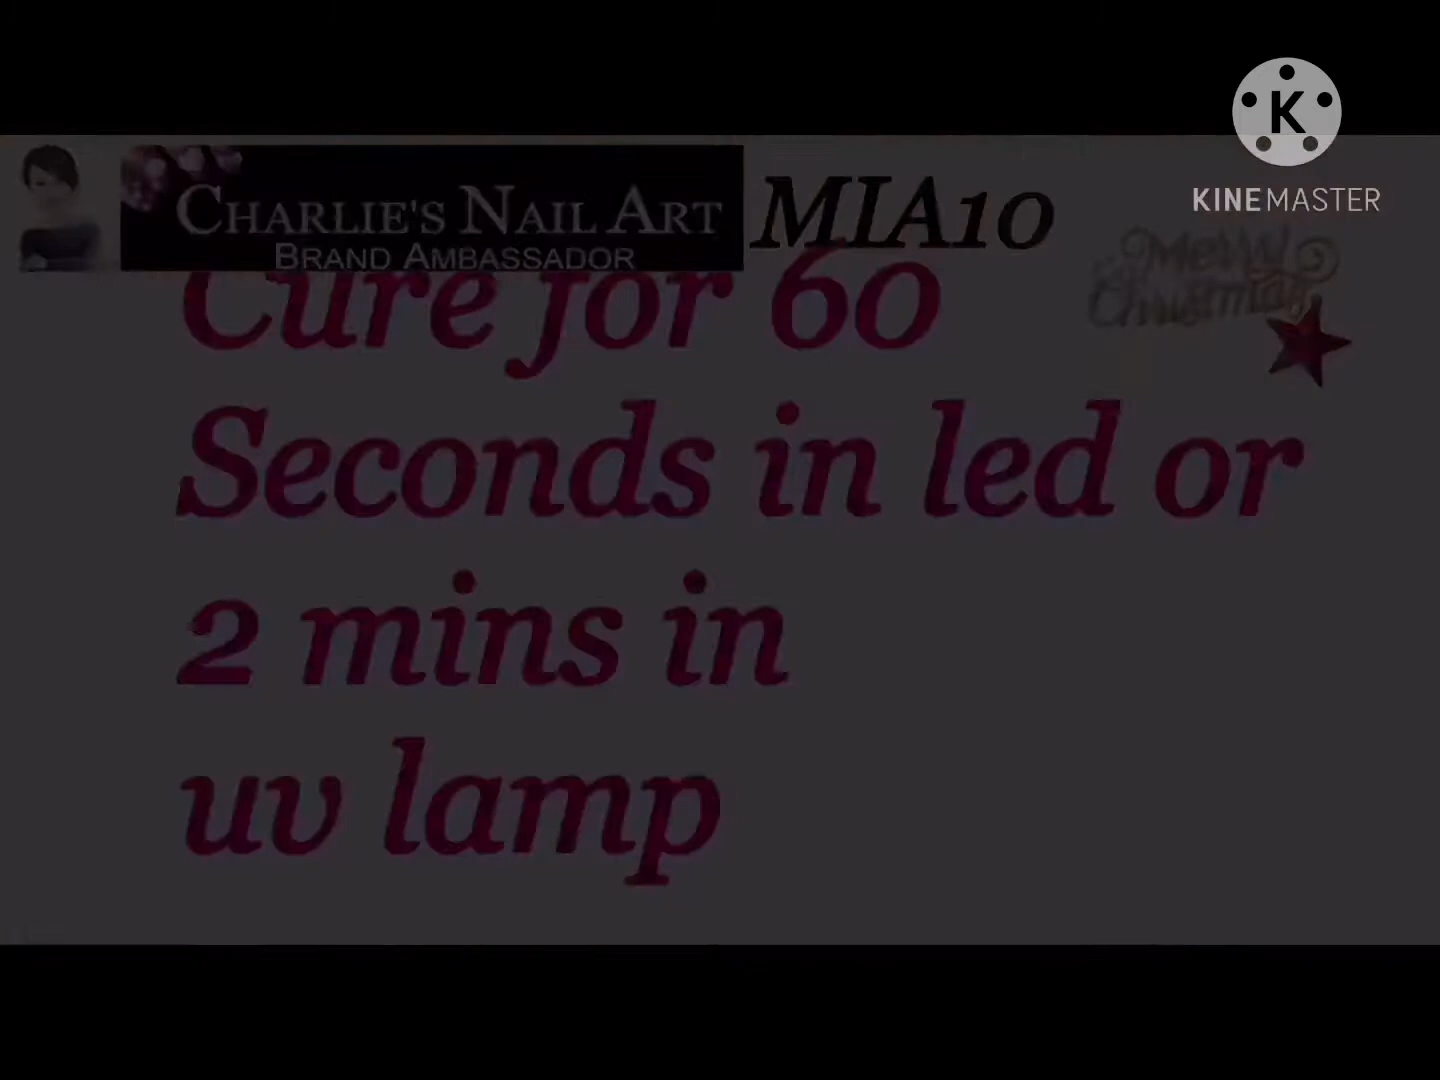 K
KINEMASTER
CHARLIE'S NAIL ART
BRAND AMBASSADOR
MIA10
Merry
Christmas
Cure for 60
Seconds in led or
2 mins in
uv lamp